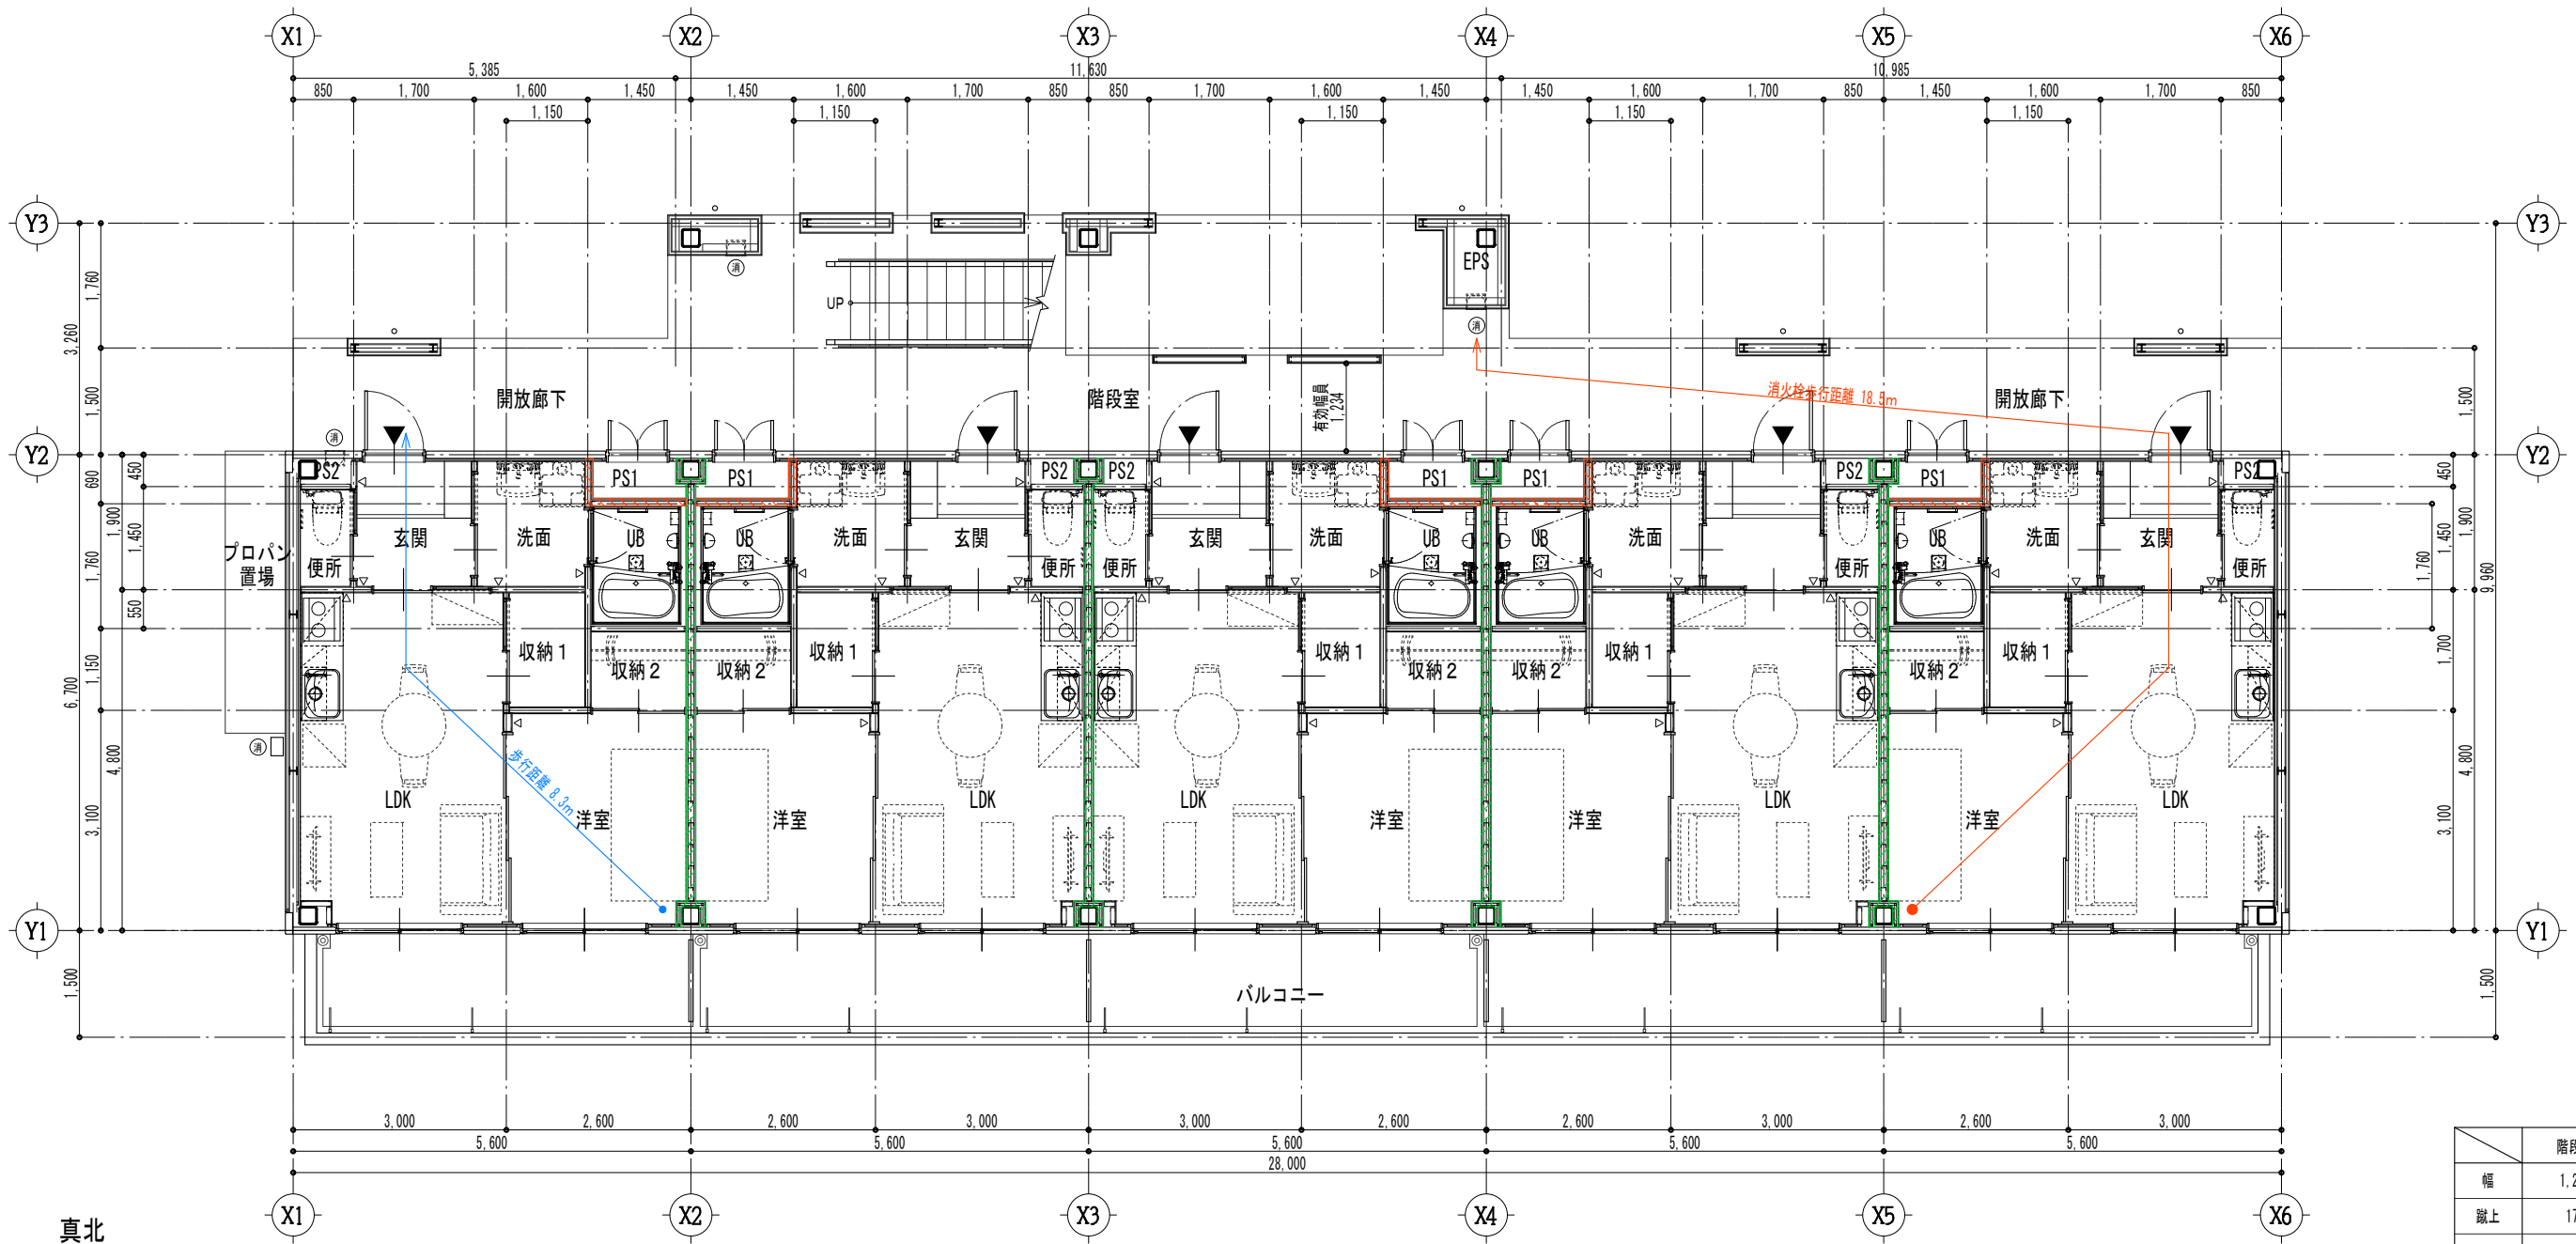 X1 X2 X3 X4 X5 X6
5,385 11,630 10,985
850 1,700 1,600 1,450 1,450 1,600 1,700 850 850 1,700 1,600 1,450 1,450 1,600 1,700 850 1,450 1,600 1,700 850
1,150 1,150 1,150 1,150 1,150
Y3 Y3
消
EPS
1,760
UP
消
3,260
有効幅員
1,234
消火栓歩行距離 18.5m
1,500 開放廊下 階段室 開放廊下 1,500
消
Y2 Y2
PS1 PS1 PS2 PS2 PS1 PS1 PS2 PS1
690 450 450
1,900 1,450 1,450 1,900
玄関 洗面 UB UB 洗面 玄関 玄関 洗面 UB UB 洗面 UB 洗面 玄関
プロパン
置場
便所 便所 便所 便所 便所
1,760 1,760 9,960
550
収納1 収納2 収納2 収納1 収納1 収納2 収納2 収納1 収納2 収納1
1,150 1,700
6,700
消
4,800 4,800
歩行距離 8.3m
LDK LDK LDK LDK LDK
洋室 洋室 洋室 洋室 洋室
3,100 3,100
Y1 Y1
1,500 1,500
バルコニー
3,000 2,600 2,600 3,000 3,000 2,600 2,600 3,000 2,600 3,000
5,600 5,600 5,600 5,600 5,600
28,000
X1 X2 X3 X4 X5 X6
真北
幅
蹴上